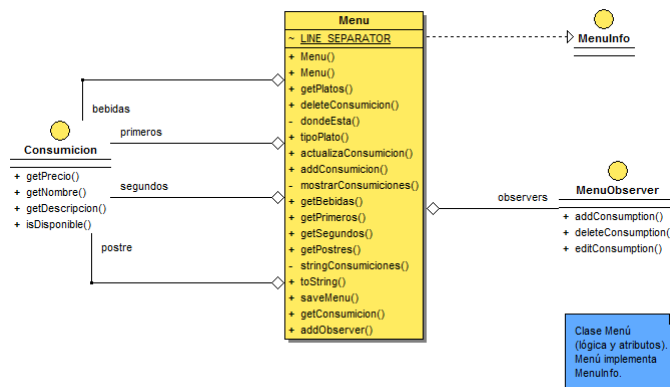 Menu
~ LINE_SEPARATOR
+ Menu()
+ Menu()
+ getPlatos()
+ deleteConsumicion()
- dondeEsta()
+ tipoPlato()
+ actualizaConsumicion()
+ addConsumicion()
- mostrarConsumiciones()
+ getBebidas()
+ getPrimeros()
+ getSegundos()
+ getPostres()
- stringConsumiciones()
+ toString()
+ saveMenu()
+ getConsumicion()
+ addObserver()
bebidas
primeros
segundos
postre
Consumicion
+ getPrecio()
+ getNombre()
+ getDescripcion()
+ isDisponible()
MenuInfo
observers
MenuObserver
+ addConsumption()
+ deleteConsumption()
+ editConsumption()
Clase Menú
(lógica y atributos).
Menú implementa
MenuInfo.